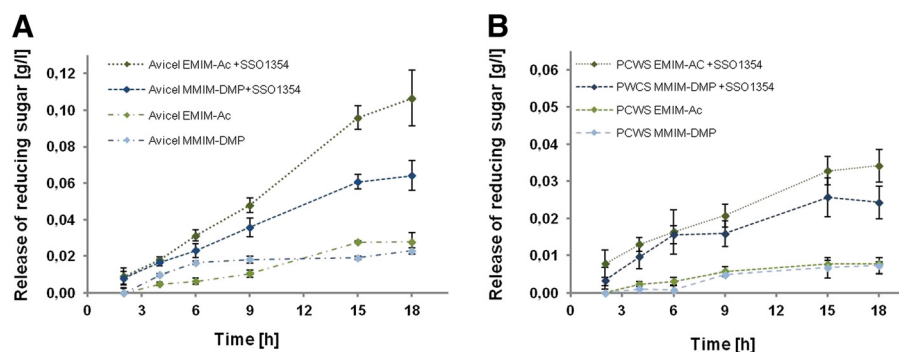 A
Release of reducing sugar [g/l]
0,12
0,10
0,08
0,06
0,04
0,02
0,00
Avicel EMIM-Ac +SSO1354
Avicel MMIM-DMP+SSO1354
Avicel EMIM-Ac
Avicel MMIM-DMP
0 3 6 9 12 15 18
Time [h]
B
Release of reducing sugar [g/l]
0,06
0,05
0,04
0,03
0,02
0,01
0,00
PCWS EMIM-AC +SSO1354
PWCS MMIM-DMP +SSO1354
PCWS EMIM-Ac
PCWS MMIM-DMP
0 3 6 9 12 15 18
Time [h]